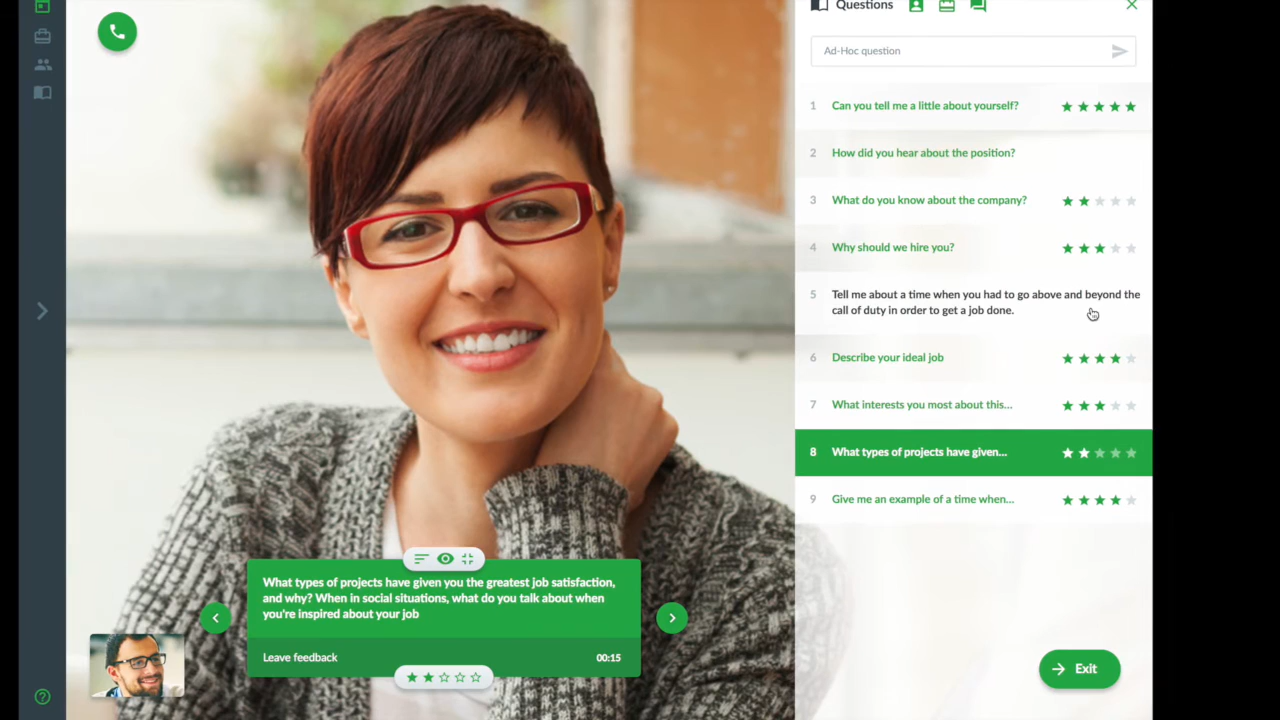 Questions
Ad-Hoc question
1 Can you tell me a little about yourself?
2 How did you hear about the position?
3 What do you know about the company?
4 Why should we hire you?
5 Tell me about a time when you had to go above and beyond the
call of duty in order to get a job done.
6 Describe your ideal job
7 What interests you most about this...
8 What types of projects have given...
9 Give me an example of a time when...
What types of projects have given you the greatest job satisfaction,
and why? When in social situations, what do you talk about when
you're inspired about your job
Leave feedback 00:15
Exit